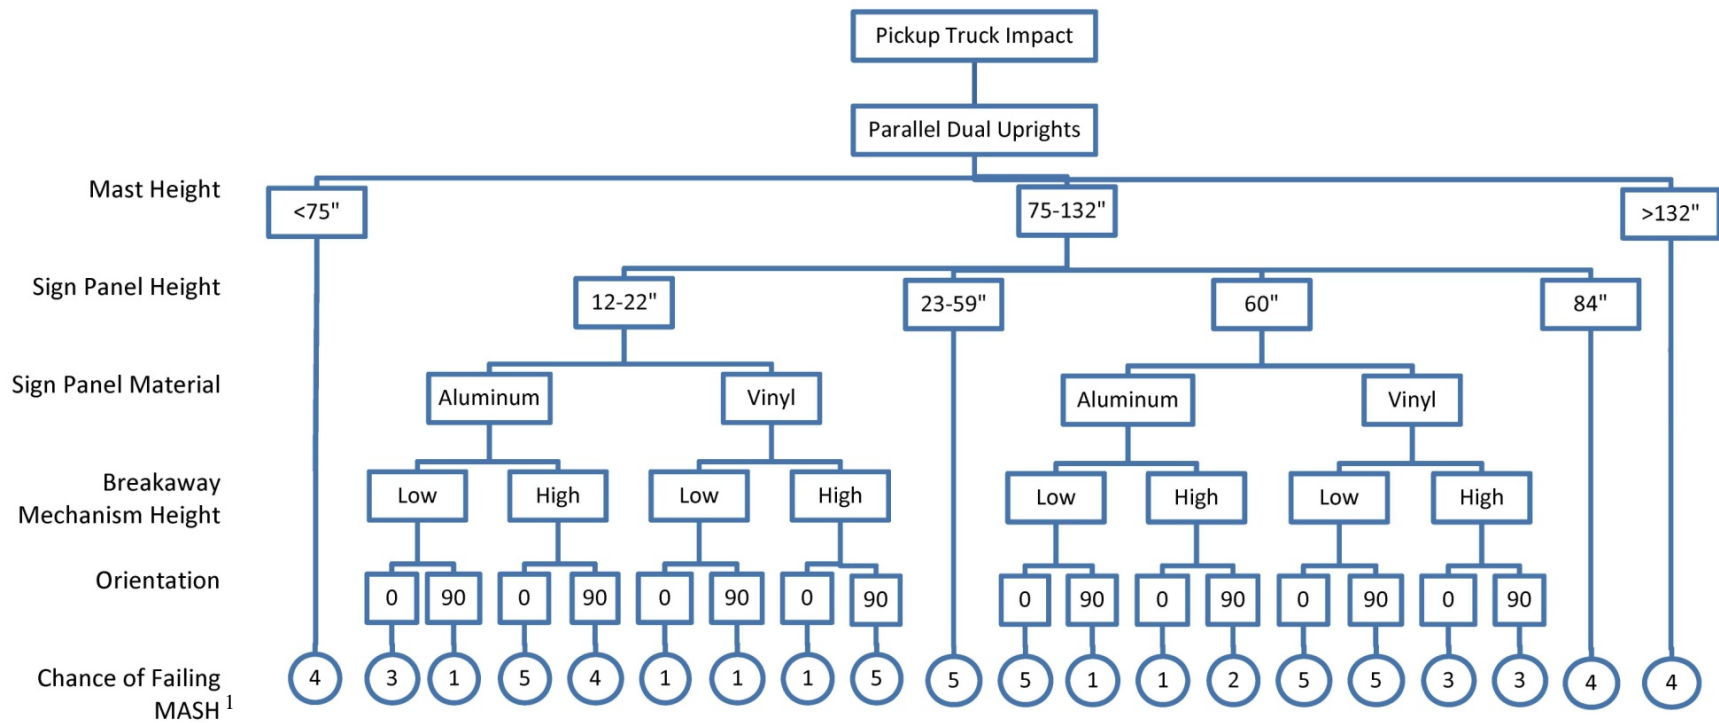 Pickup Truck Impact
Parallel Dual Uprights
Mast Height
<75" 75-132" >132"
Sign Panel Height
12-22" 23-59" 60" 84"
Sign Panel Material
Aluminum Vinyl Aluminum Vinyl
Breakaway
Mechanism Height
Low High Low High Low High Low High
Orientation
0 90 0 90 0 90 0 90 0 90 0 90 0 90 0 90
Chance of Failing
MASH 1
4 3 1 5 4 1 1 1 5 5 5 1 1 2 5 5 3 3 4 4